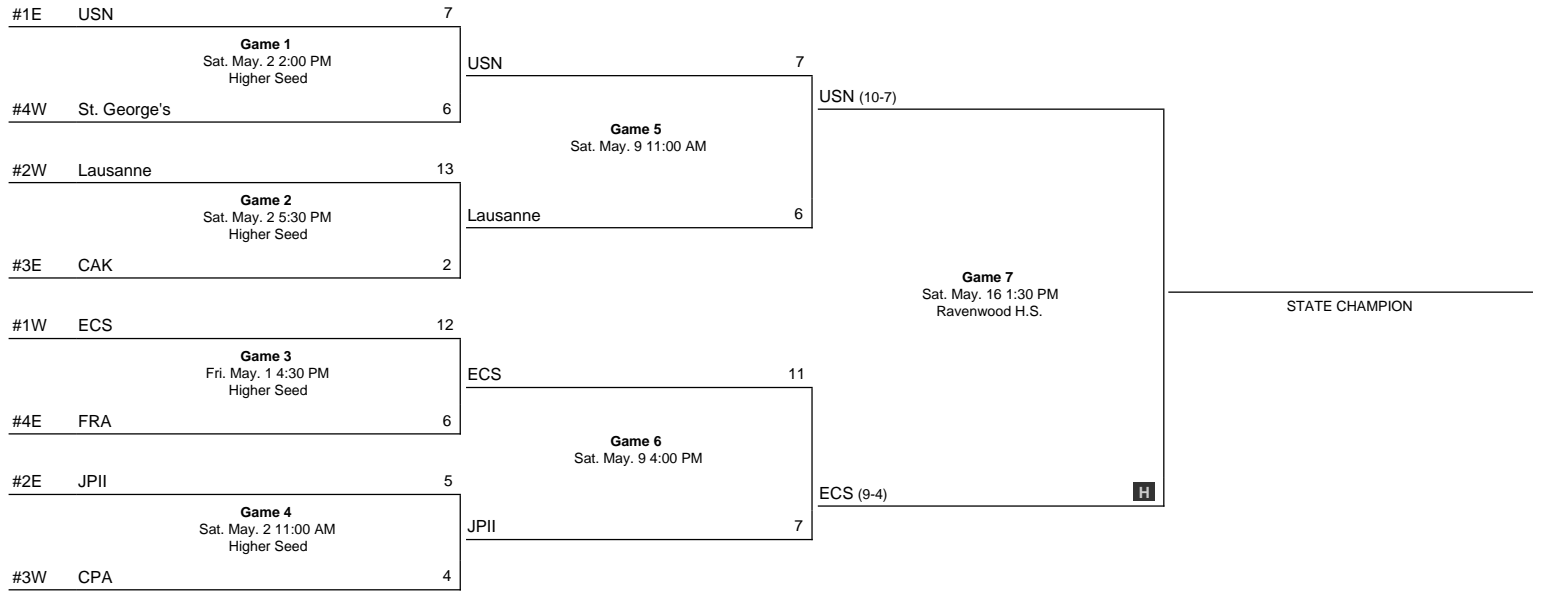 #1E USN 7
Game 1
Sat. May. 2 2:00 PM
Higher Seed
#4W St. George's 6
#2W Lausanne 13
Game 2
Sat. May. 2 5:30 PM
Higher Seed
#3E CAK 2
#1W ECS 12
Game 3
Fri. May. 1 4:30 PM
Higher Seed
#4E FRA 6
#2E JPII 5
Game 4
Sat. May. 2 11:00 AM
Higher Seed
#3W CPA 4
USN 7
Game 5
Sat. May. 9 11:00 AM
Lausanne 6
ECS 11
Game 6
Sat. May. 9 4:00 PM
JPII 7
USN (10-7)
Game 7
Sat. May. 16 1:30 PM
Ravenwood H.S.
ECS (9-4) H
STATE CHAMPION